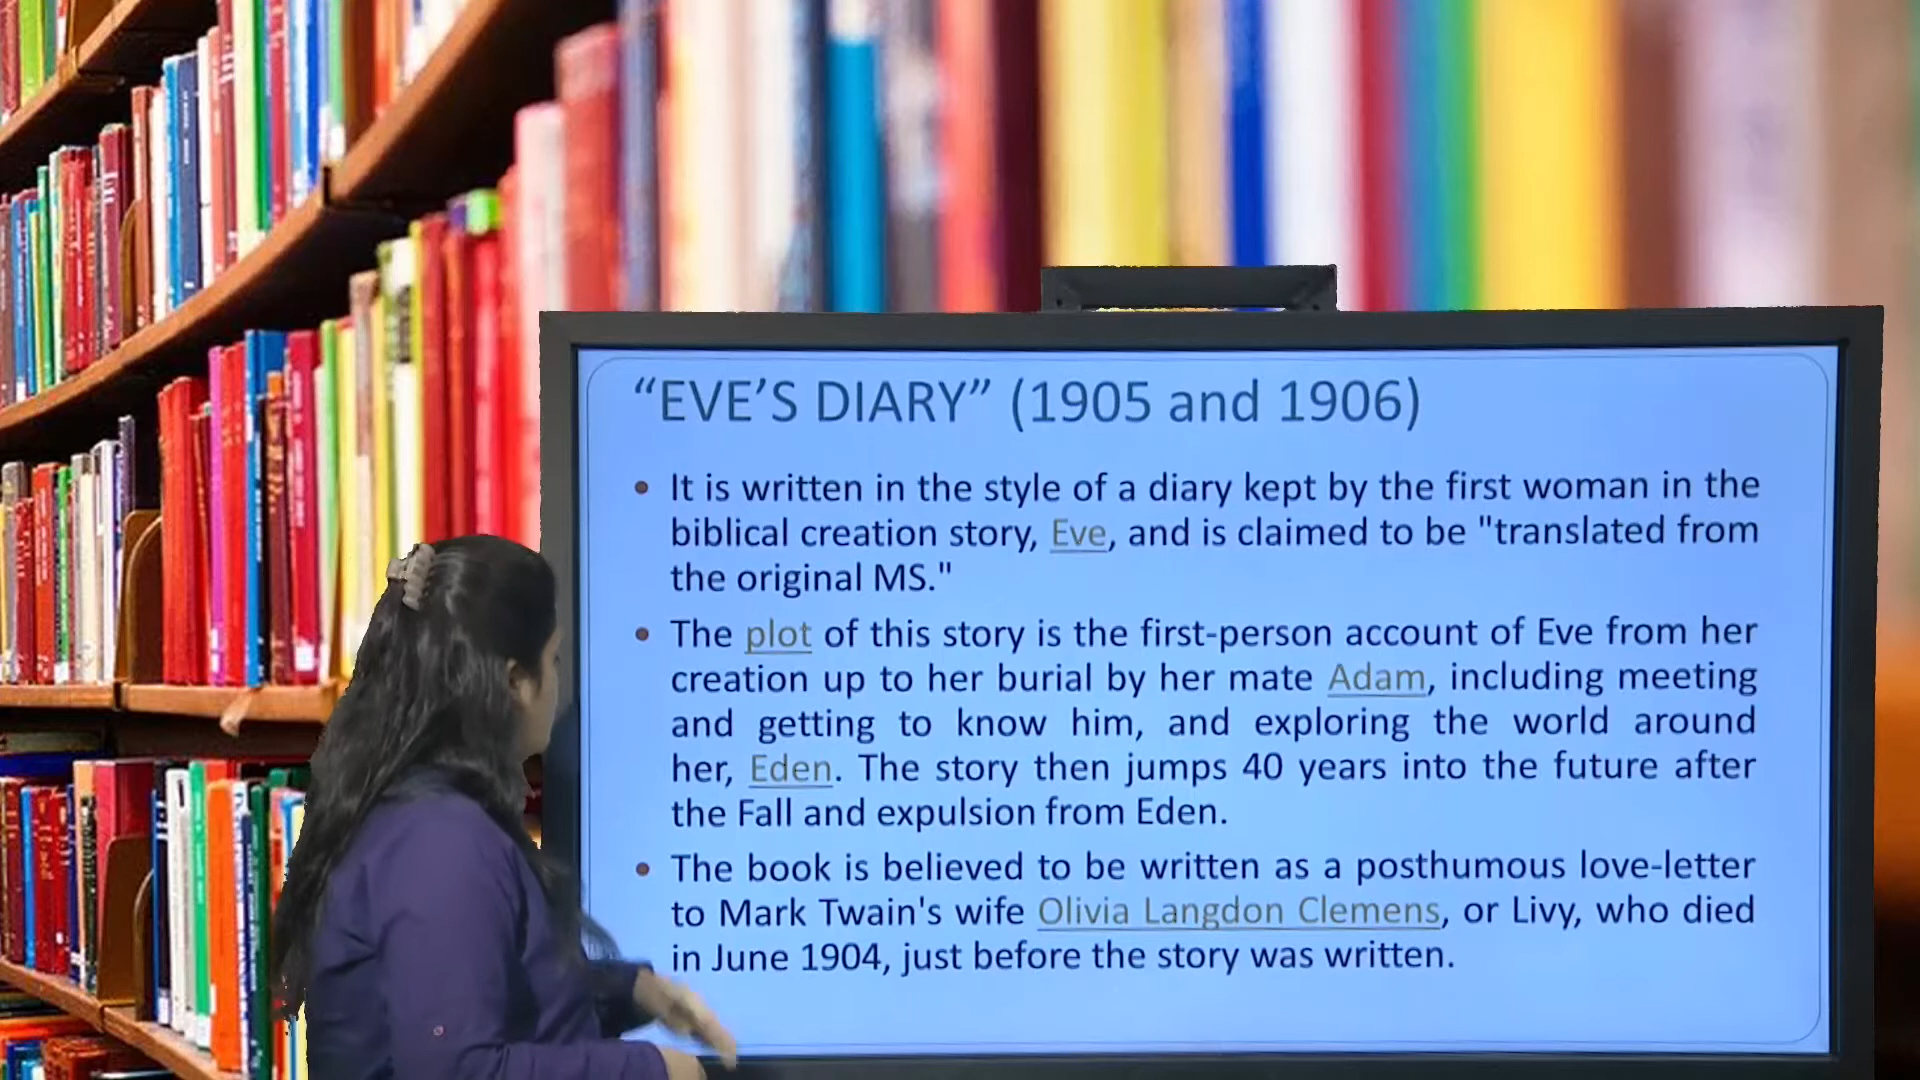 “EVE’S DIARY” (1905 and 1906)
• It is written in the style of a diary kept by the first woman in the
biblical creation story, Eve, and is claimed to be "translated from
the original MS."
• The plot of this story is the first-person account of Eve from her
creation up to her burial by her mate Adam, including meeting
and getting to know him, and exploring the world around
her, Eden. The story then jumps 40 years into the future after
the Fall and expulsion from Eden.
• The book is believed to be written as a posthumous love-letter
to Mark Twain's wife Olivia Langdon Clemens, or Livy, who died
in June 1904, just before the story was written.